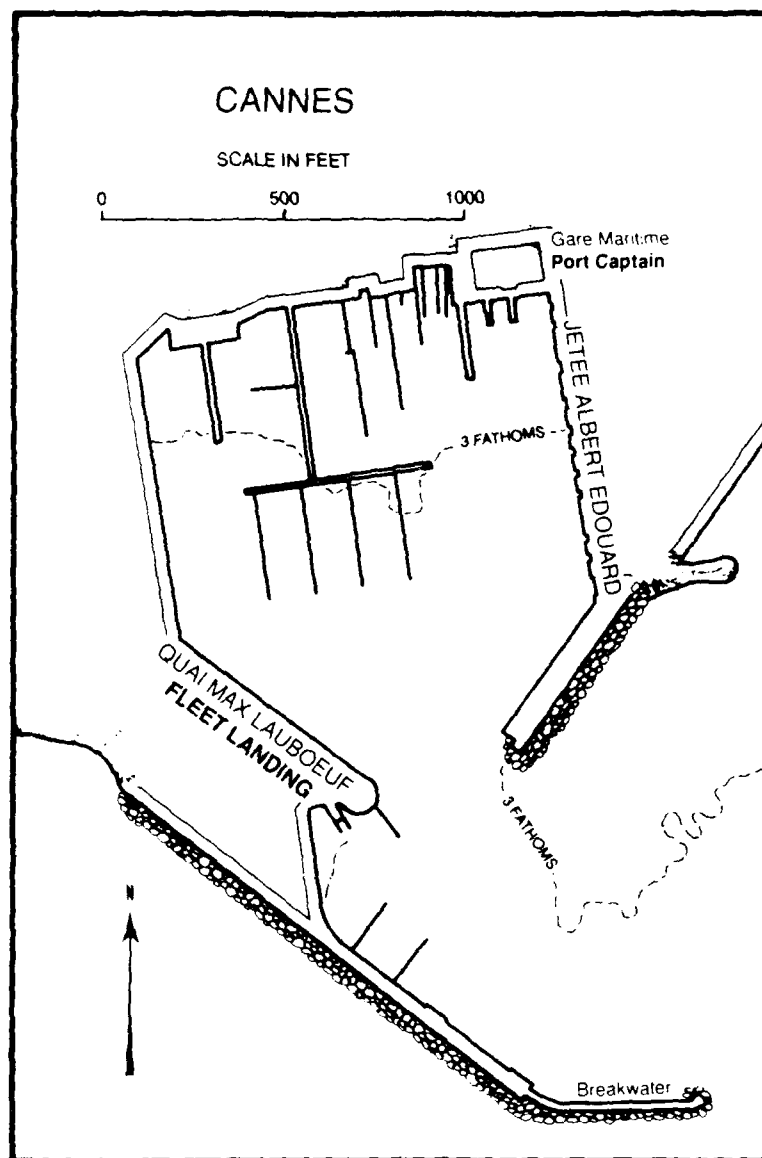 CANNES
SCALE IN FEET
0 500 1000
Gare Maritime
Port Captain
JETEE ALBERT EDOUARD
3 FATHOMS
QUAI MAX LAUBOEUF
FLEET LANDING
3 FATHOMS
N
Breakwater